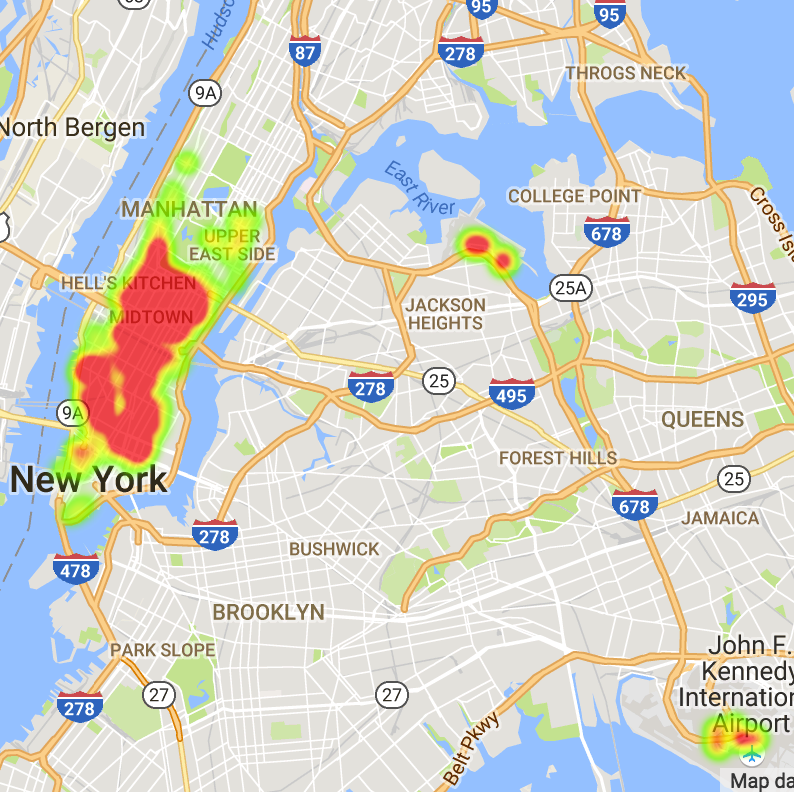 95
95
Hudso
87
278
THROGS NECK
9A
North Bergen
East River
COLLEGE POINT
Cross Isl
MANHATTAN
678
UPPER
EAST SIDE
HELL'S KITCHEN
25A
295
MIDTOWN
JACKSON
HEIGHTS
278
25
495
9A
QUEENS
New York
FOREST HILLS
25
678
JAMAICA
278
BUSHWICK
478
BROOKLYN
PARK SLOPE
John F.
Kennedy
Internation
Airport
27
27
278
Belt Pkwy
Map da